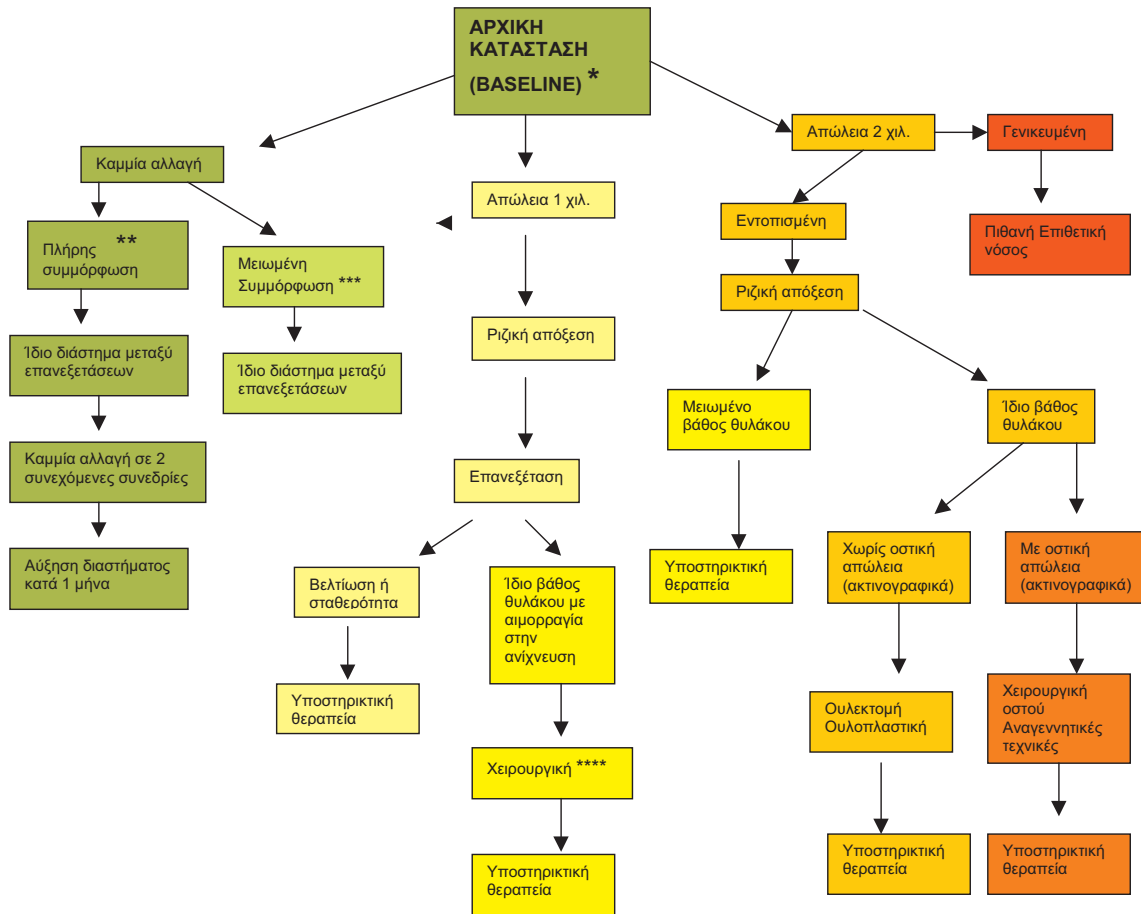 ΑΡΧΙΚΗ
ΚΑΤΑΣΤΑΣΗ
(BASELINE) *
Καμμία αλλαγή
Πλήρης **
συμμόρφωση
Ίδιο διάστημα μεταξύ
επανεξετάσεων
Καμμία αλλαγή σε 2
συνεχόμενες συνεδρίες
Αύξηση διαστήματος
κατά 1 μήνα
Μειωμένη
Συμμόρφωση ***
Ίδιο διάστημα μεταξύ
επανεξετάσεων
Απώλεια 1 χιλ.
Ριζική απόξεση
Επανεξέταση
Βελτίωση ή
σταθερότητα
Υποστηρικτική
θεραπεία
Ίδιο βάθος
θυλάκου με
αιμορραγία
στην
ανίχνευση
Χειρουργική ****
Υποστηρικτική
θεραπεία
Απώλεια 2 χιλ.
Εντοπισμένη
Ριζική απόξεση
Μειωμένο
βάθος θυλάκου
Υποστηρικτική
θεραπεία
Ίδιο βάθος
θυλάκου
Χωρίς οστική
απώλεια
(ακτινογραφικά)
Ουλεκτομή
Ουλοπλαστική
Υποστηρικτική
θεραπεία
Με οστική
απώλεια
(ακτινογραφικά)
Χειρουργική
οστού
Αναγεννητικές
τεχνικές
Υποστηρικτική
θεραπεία
Γενικευμένη
Πιθανή Επιθετική
νόσος